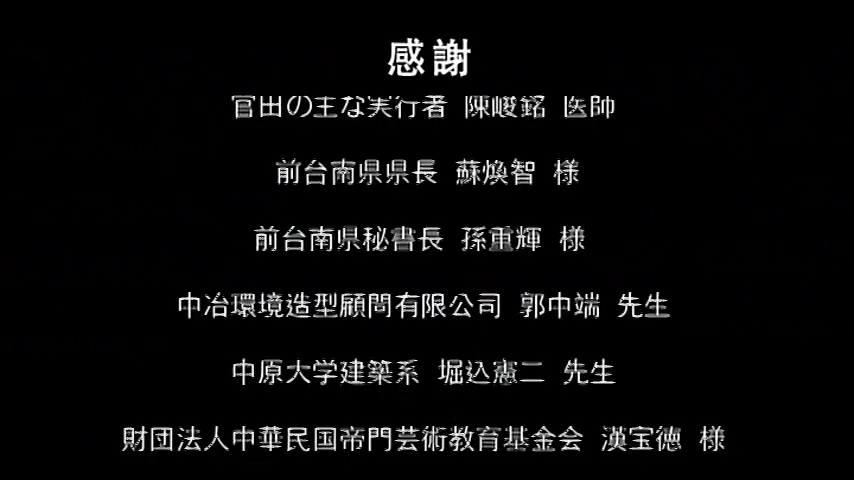 感謝
官田の主な実行者 陳峻銘 医師
前台南県県長 蘇煥智 様
前台南県秘書長 孫重輝 様
中冶環境造型顧問有限公司 郭中端 先生
中原大学建築系 堀込憲二 先生
財団法人中華民国帝門芸術教育基金会 漢宝徳 様